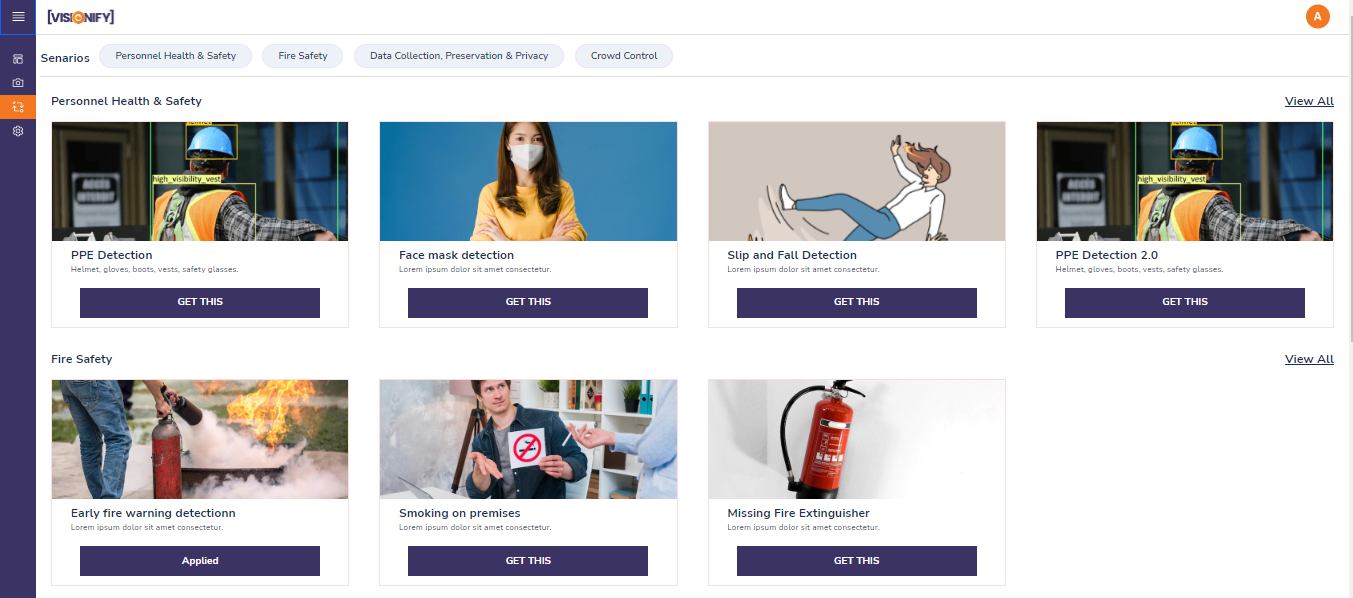 [VISIONIFY]
A
Senarios
Personnel Health & Safety
Fire Safety
Data Collection, Preservation & Privacy
Crowd Control
Personnel Health & Safety
View All
helmet
high_visibility_vest
helmet
high_visibility_vest
PPE Detection
Face mask detection
Slip and Fall Detection
PPE Detection 2.0
Helmet, gloves, boots, vests, safety glasses.
Lorem ipsum dolor sit amet consectetur.
Lorem ipsum dolor sit amet consectetur.
Helmet, gloves, boots, vests, safety glasses.
GET THIS
GET THIS
GET THIS
GET THIS
Fire Safety
View All
Early fire warning detectionn
Smoking on premises
Missing Fire Extinguisher
Lorem ipsum dolor sit amet consectetur.
Lorem ipsum dolor sit amet consectetur.
Lorem ipsum dolor sit amet consectetur.
Applied
GET THIS
GET THIS